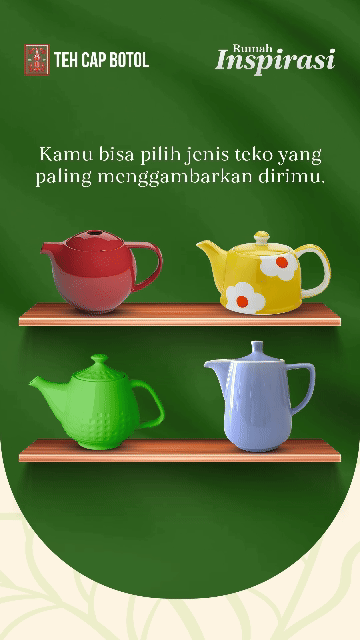 TEH CAP BOTOL
Rumah
Inspirasi
Kamu bisa pilih jenis teko yang
paling menggambarkan dirimu.